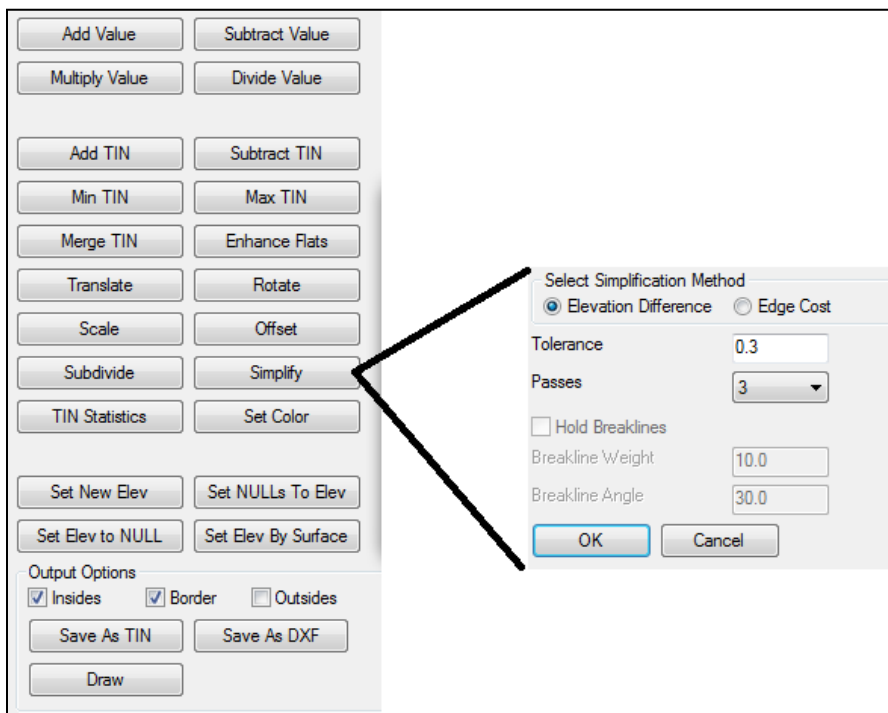 Add Value Subtract Value
Multiply Value Divide Value
Add TIN Subtract TIN
Min TIN Max TIN
Merge TIN Enhance Flats
Translate Rotate
Scale Offset
Subdivide Simplify
TIN Statistics Set Color
Set New Elev Set NULLs To Elev
Set Elev to NULL Set Elev By Surface
Output Options
Insides Border Outsides
Save As TIN Save As DXF
Draw
Select Simplification Method
Elevation Difference Edge Cost
Tolerance 0.3
Passes 3
Hold Breaklines
Breakline Weight 10.0
Breakline Angle 30.0
OK Cancel